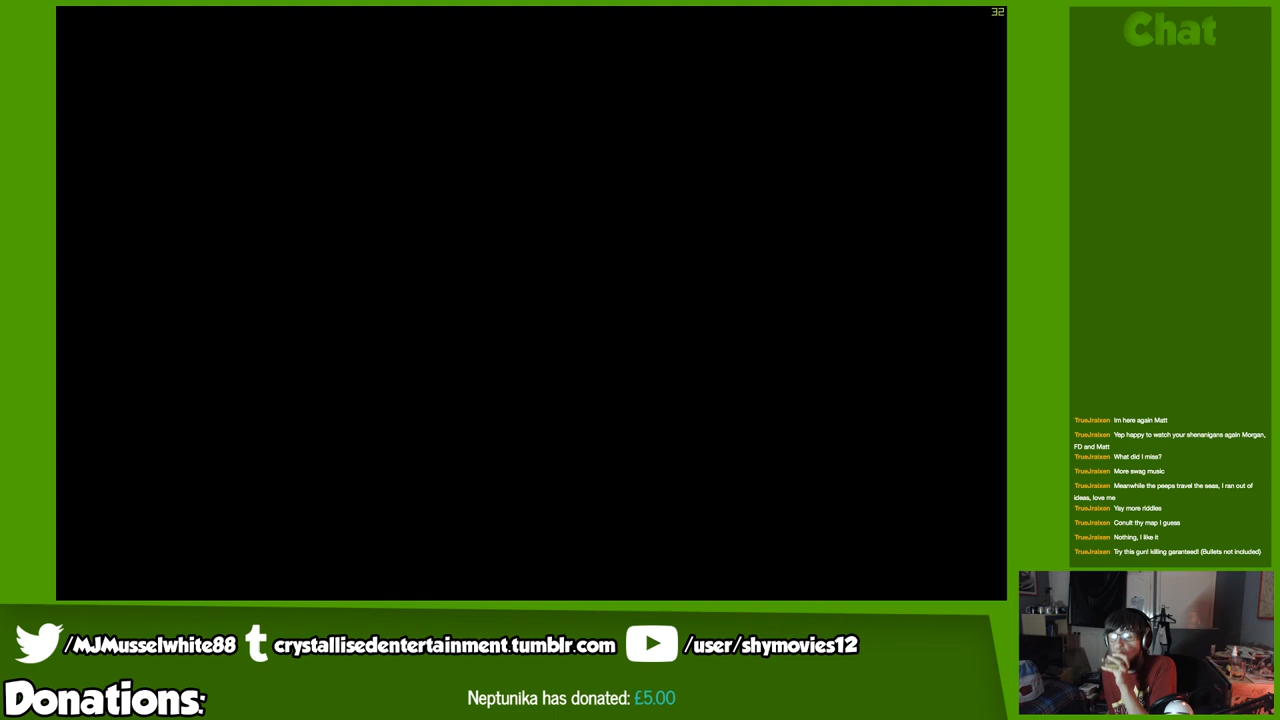 32
Chat
TrueJraixen Im here again Matt
TrueJraixen Yep happy to watch your shenanigans again Morgan,
FD and Matt
TrueJraixen What did I miss?
TrueJraixen More swag music
TrueJraixen Meanwhile the peeps travel the seas, I ran out of
ideas, love me
TrueJraixen Yay more riddles
TrueJraixen Conult thy map I guess
TrueJraixen Nothing, I like it
TrueJraixen Try this gun! killing garanteed! (Bullets not included)
/MJMusselwhite88 crystallisedentertainment.tumblr.com /user/shymovies12
Donations:
Neptunika has donated: £5.00